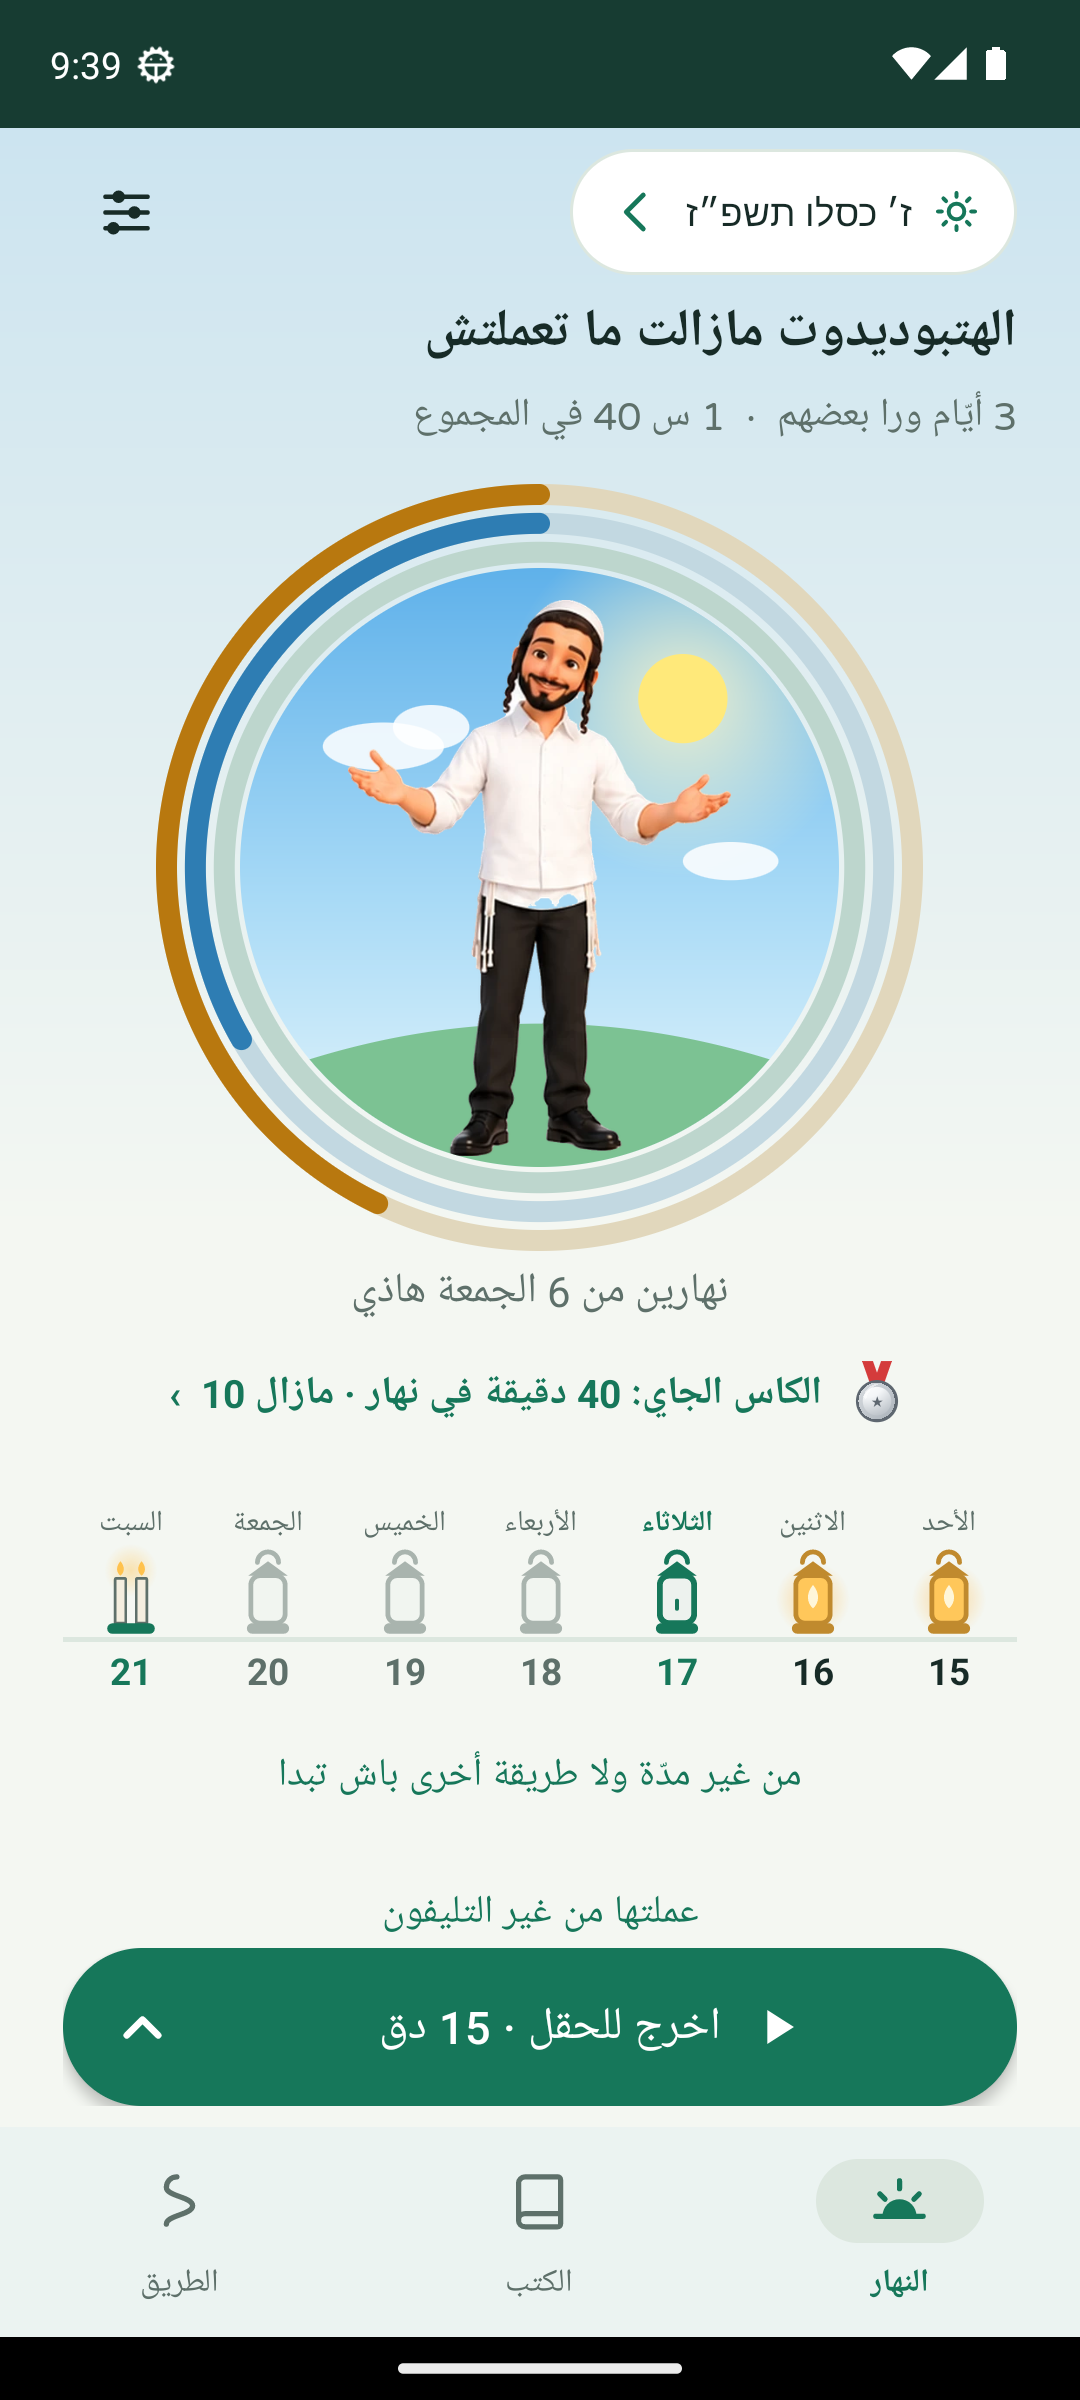 9:39
ז׳ כסלו תשפ״ז
الهتبوديدوت مازالت ما تعملتش
3 أيّام ورا بعضهم · 1 س 40 في المجموع
نهارين من 6 الجمعة هاذي
الكاس الجاي: 40 دقيقة في نهار · مازال 10 ›
الأحد الاثنين الثلاثاء الأربعاء الخميس الجمعة السبت
15 16 17 18 19 20 21
من غير مدّة ولا طريقة أخرى باش تبدا
عملتها من غير التليفون
اخرج للحقل · 15 دق
النهار الكتب الطريق